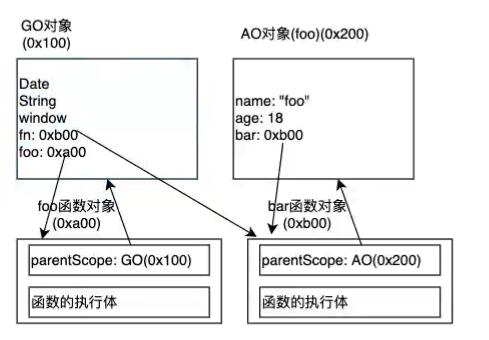 GO对象
(0x100)
AO对象(foo)(0x200)
Date
String
window
fn: 0xb00
foo: 0xa00
name: "foo"
age: 18
bar: 0xb00
foo函数对象
(0xa00)
bar函数对象
(0xb00)
parentScope: GO(0x100)
函数的执行体
parentScope: AO(0x200)
函数的执行体